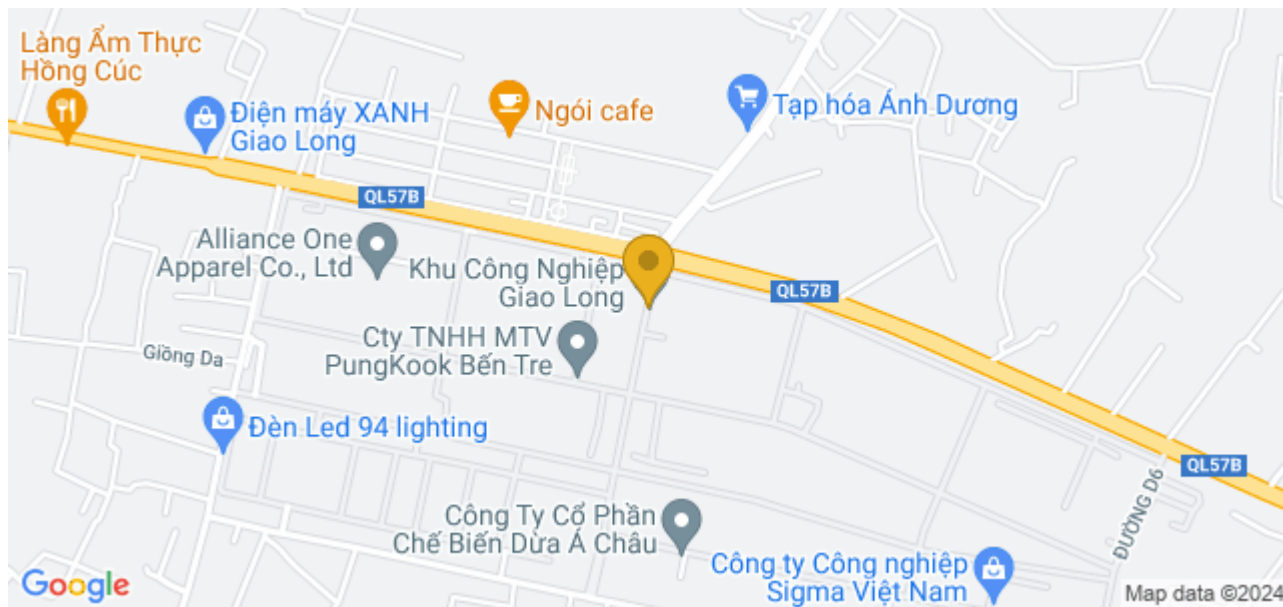 Làng Ẩm Thực
Hồng Cúc
Điện máy XANH
Giao Long
Ngói cafe
Tạp hóa Ánh Dương
QL57B
Alliance One
Apparel Co., Ltd
Khu Công Nghiệp
Giao Long
QL57B
Cty TNHH MTV
PungKook Bến Tre
Giồng Da
Đèn Led 94 lighting
QL57B
ĐƯỜNG D6
Công Ty Cổ Phần
Chế Biến Dừa Á Châu
Công ty Công nghiệp
Sigma Việt Nam
Google
Map data ©2024